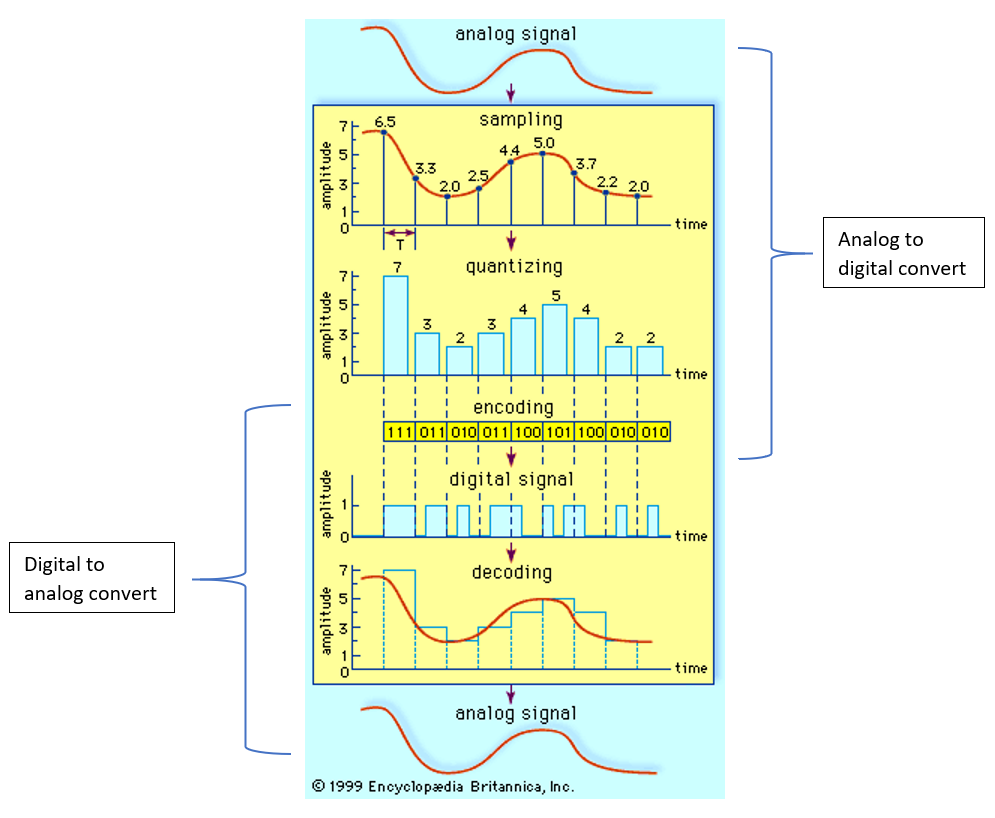 analog signal
sampling
amplitude
7
5
3
1
0
6.5
3.3
2.0
2.5
4.4
5.0
3.7
2.2
2.0
time
T
quantizing
amplitude
7
5
3
1
0
7
3
2
3
4
5
4
2
2
time
encoding
111 011 010 011 100 101 100 010 010
digital signal
amplitude
1
0
time
decoding
amplitude
7
5
3
1
0
time
analog signal
© 1999 Encyclopædia Britannica, Inc.
Analog to
digital convert
Digital to
analog convert